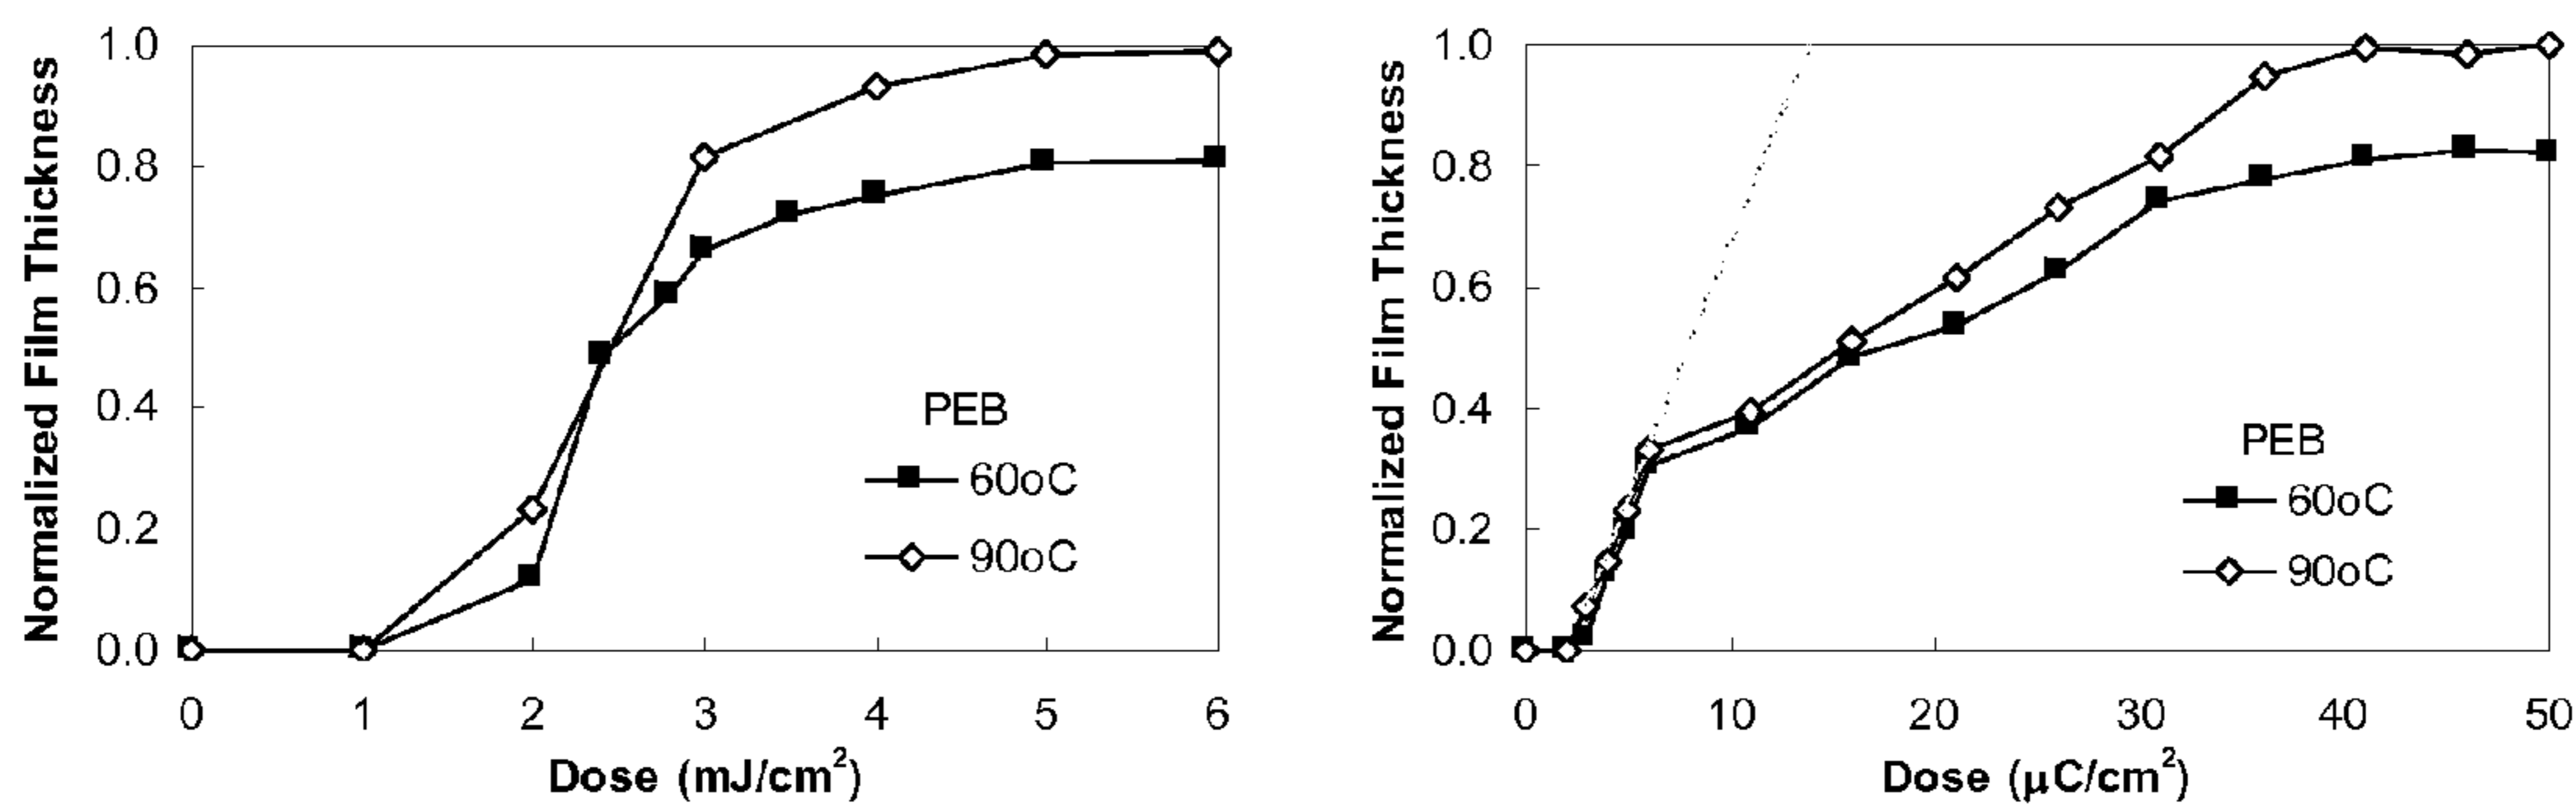 Normalized Film Thickness
1.0
0.8
0.6
0.4
0.2
0.0
0 1 2 3 4 5 6
Dose (mJ/cm²)
PEB
60oC
90oC
Normalized Film Thickness
1.0
0.8
0.6
0.4
0.2
0.0
0 10 20 30 40 50
Dose (μC/cm²)
PEB
60oC
90oC